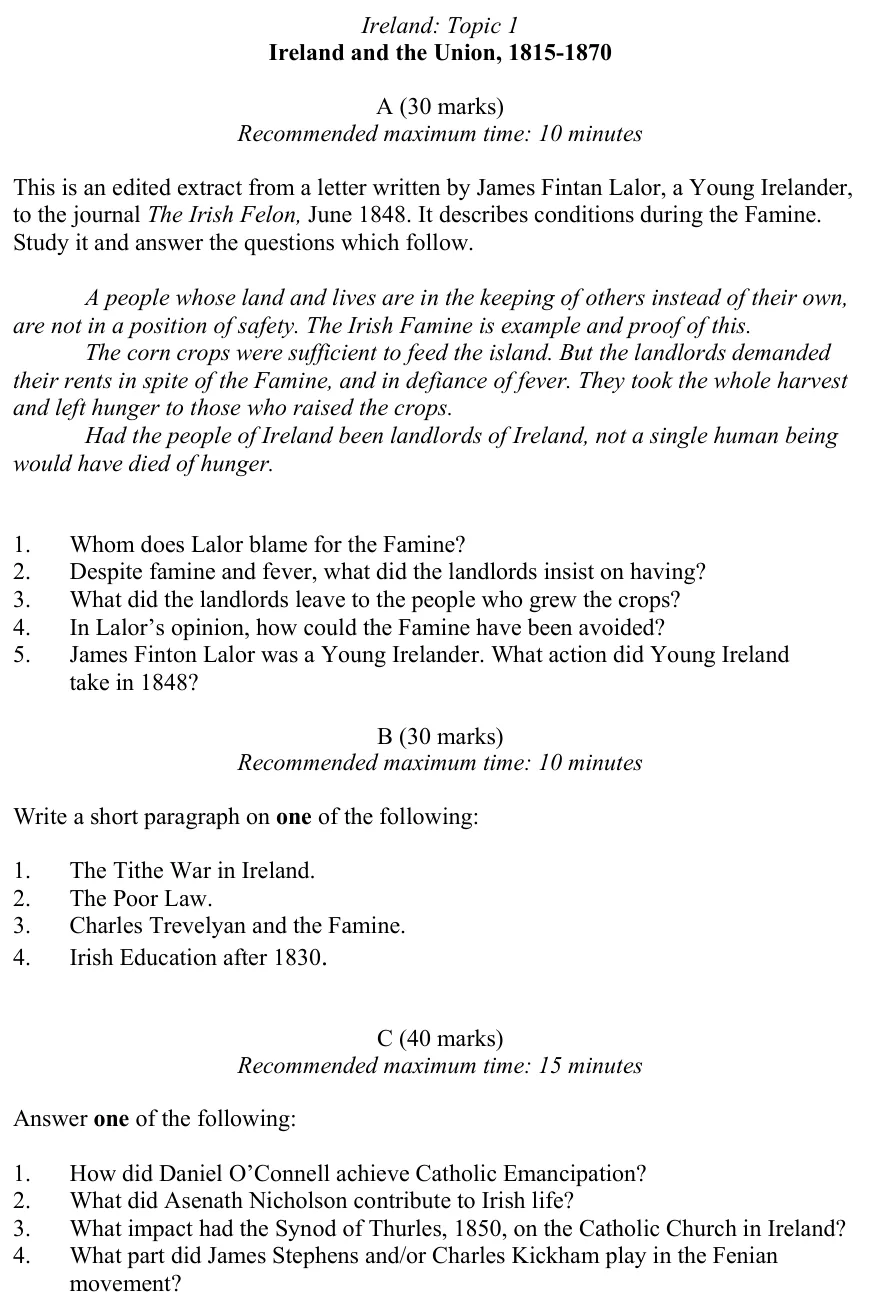 Ireland: Topic 1
Ireland and the Union, 1815-1870
A (30 marks)
Recommended maximum time: 10 minutes
This is an edited extract from a letter written by James Fintan Lalor, a Young Irelander,
to the journal The Irish Felon, June 1848. It describes conditions during the Famine.
Study it and answer the questions which follow.
A people whose land and lives are in the keeping of others instead of their own,
are not in a position of safety. The Irish Famine is example and proof of this.
The corn crops were sufficient to feed the island. But the landlords demanded
their rents in spite of the Famine, and in defiance of fever. They took the whole harvest
and left hunger to those who raised the crops.
Had the people of Ireland been landlords of Ireland, not a single human being
would have died of hunger.
1. Whom does Lalor blame for the Famine?
2. Despite famine and fever, what did the landlords insist on having?
3. What did the landlords leave to the people who grew the crops?
4. In Lalor’s opinion, how could the Famine have been avoided?
5. James Finton Lalor was a Young Irelander. What action did Young Ireland
take in 1848?
B (30 marks)
Recommended maximum time: 10 minutes
Write a short paragraph on one of the following:
1. The Tithe War in Ireland.
2. The Poor Law.
3. Charles Trevelyan and the Famine.
4. Irish Education after 1830.
C (40 marks)
Recommended maximum time: 15 minutes
Answer one of the following:
1. How did Daniel O’Connell achieve Catholic Emancipation?
2. What did Asenath Nicholson contribute to Irish life?
3. What impact had the Synod of Thurles, 1850, on the Catholic Church in Ireland?
4. What part did James Stephens and/or Charles Kickham play in the Fenian
movement?